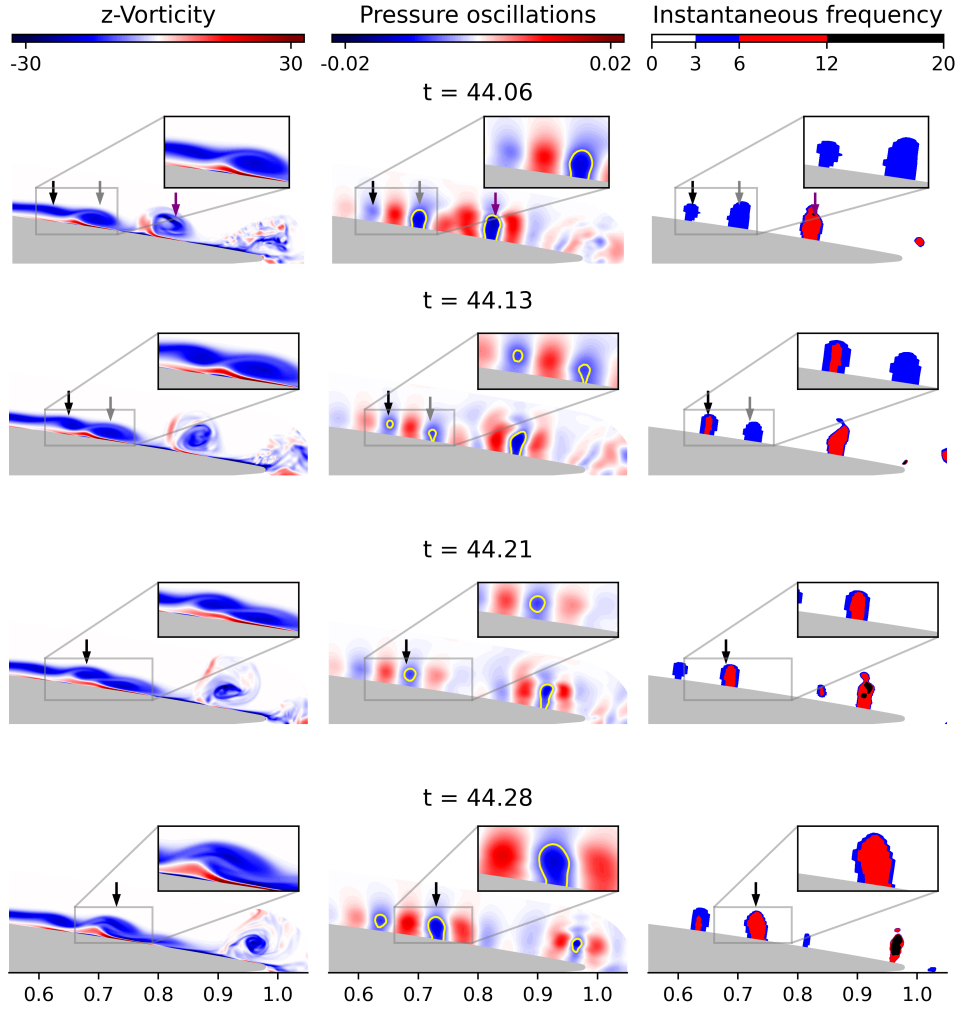 z-Vorticity Pressure oscillations Instantaneous frequency
-30 30 -0.02 0.02 0 3 6 12 20
t = 44.06
t = 44.13
t = 44.21
t = 44.28
0.6 0.7 0.8 0.9 1.0 0.6 0.7 0.8 0.9 1.0 0.6 0.7 0.8 0.9 1.0